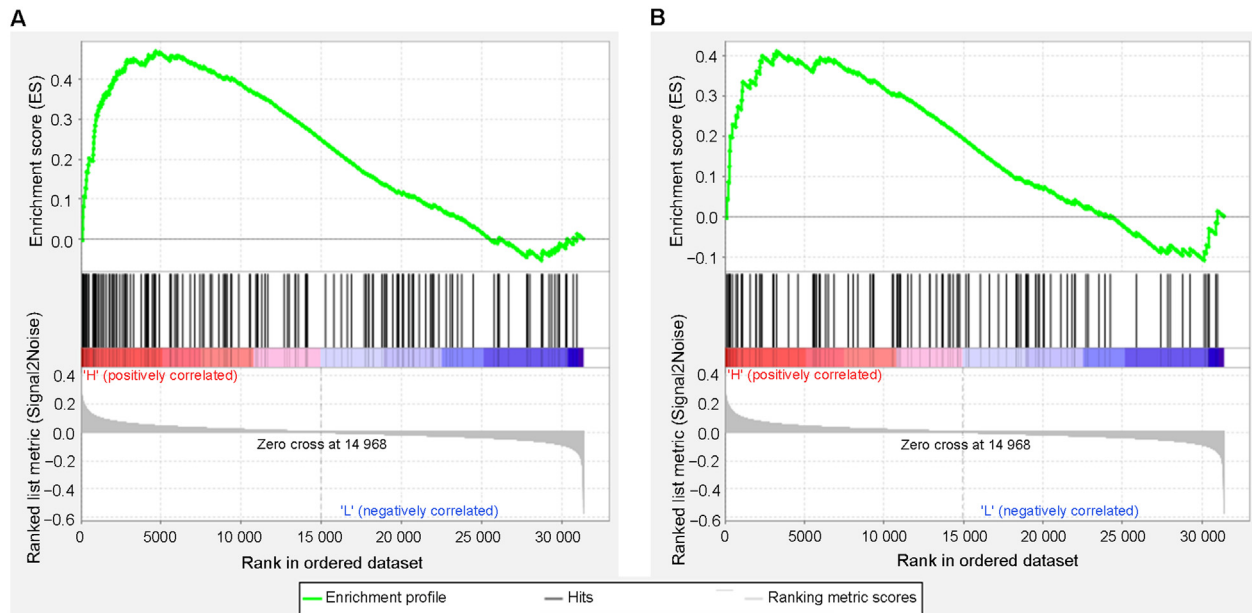 A
Enrichment score (ES)
0.4
0.3
0.2
0.1
0.0
Ranked list metric (Signal2Noise)
'H' (positively correlated)
0.4
0.2
0.0
−0.2
−0.4
−0.6
Zero cross at 14 968
'L' (negatively correlated)
0 5000 10 000 15 000 20 000 25 000 30 000
Rank in ordered dataset
B
Enrichment score (ES)
0.4
0.3
0.2
0.1
0.0
−0.1
Ranked list metric (Signal2Noise)
'H' (positively correlated)
0.4
0.2
0.0
−0.2
−0.4
−0.6
Zero cross at 14 968
'L' (negatively correlated)
0 5000 10 000 15 000 20 000 25 000 30 000
Rank in ordered dataset
Enrichment profile Hits Ranking metric scores